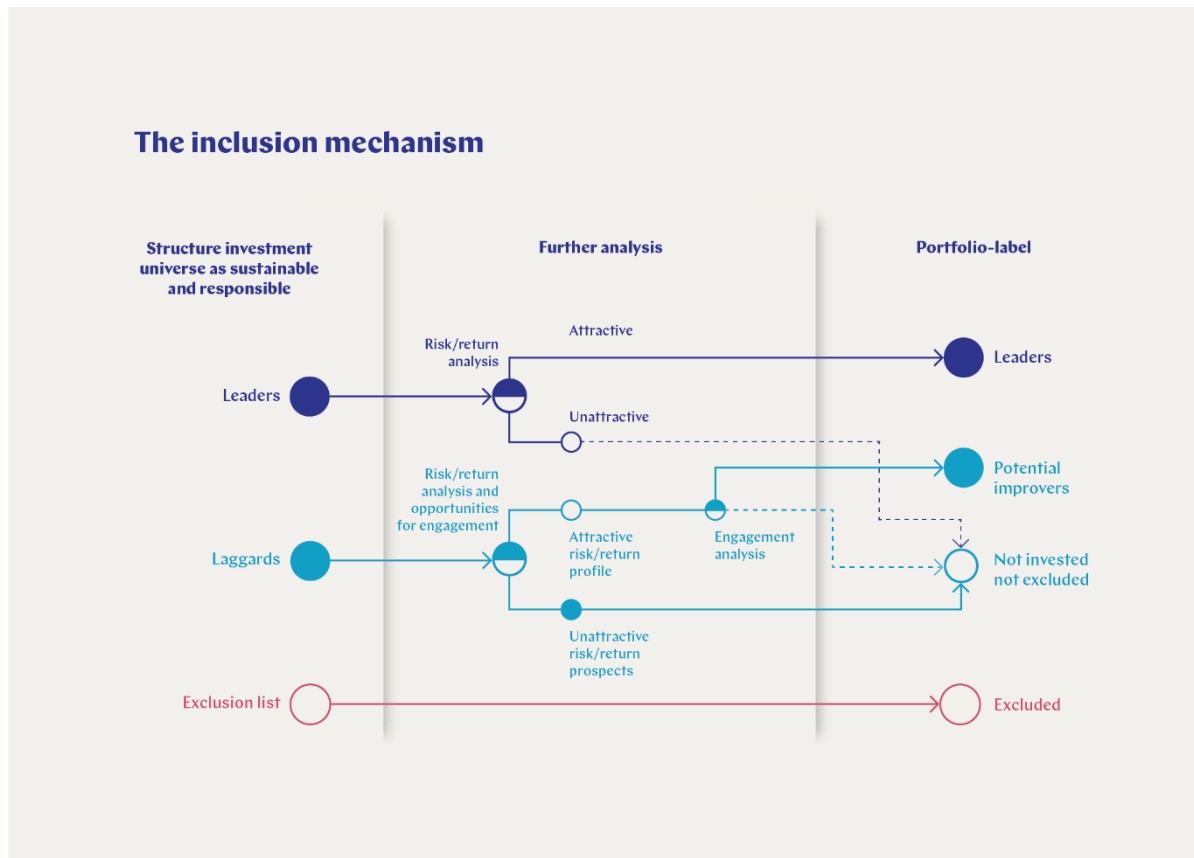 The inclusion mechanism
Structure investment
universe as sustainable
and responsible
Further analysis
Portfolio-label
Attractive
Risk/return
analysis
Leaders
Leaders
Unattractive
Risk/return
analysis and
opportunities
for engagement
Potential
improvers
Attractive
risk/return
profile
Engagement
analysis
Laggards
Not invested
not excluded
Unattractive
risk/return
prospects
Exclusion list
Excluded